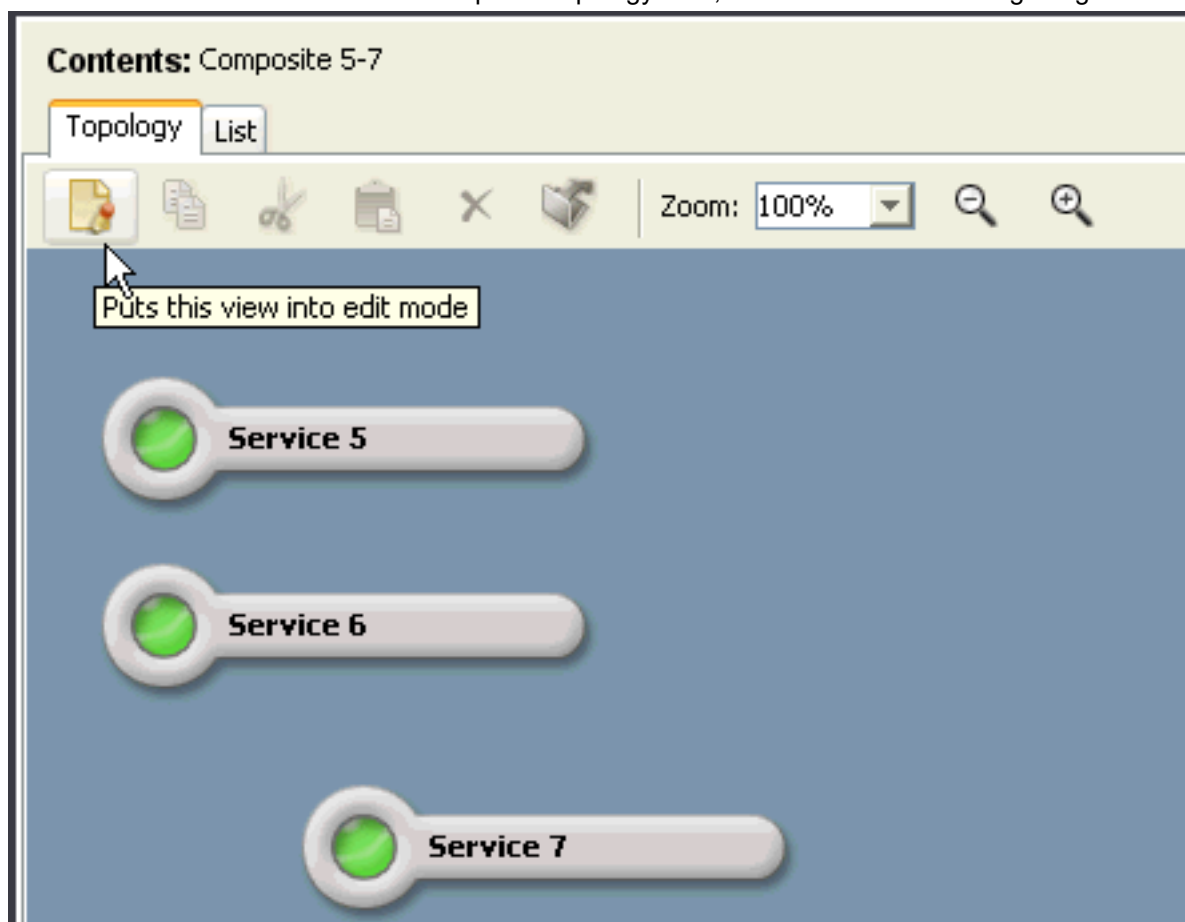 Contents: Composite 5-7
Topology List
Zoom: 100%
Puts this view into edit mode
Service 5
Service 6
Service 7